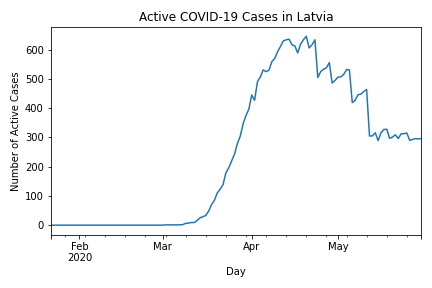 Active COVID-19 Cases in Latvia
Number of Active Cases
600
500
400
300
200
100
0
Feb
2020
Mar
Apr
May
Day